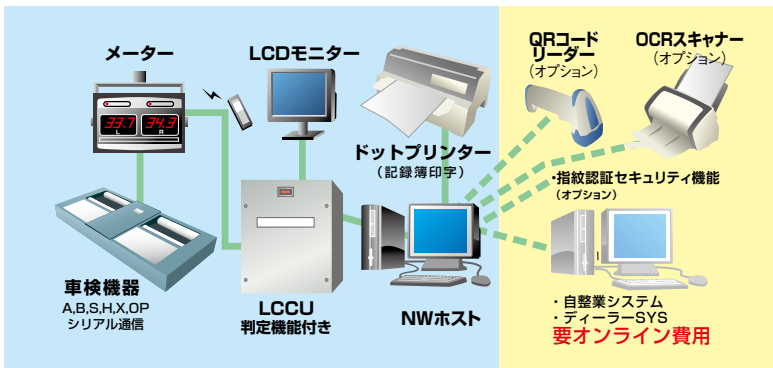 メーター
33.7 34.3
L R
車検機器
A,B,S,H,X,OP
シリアル通信
LCDモニター
LCCU
判定機能付き
ドットプリンター
（記録簿印字）
NWホスト
QRコード
リーダー
（オプション）
OCRスキャナー
（オプション）
・指紋認証セキュリティ機能
（オプション）
・自整業システム
・ディーラーSYS
要オンライン費用